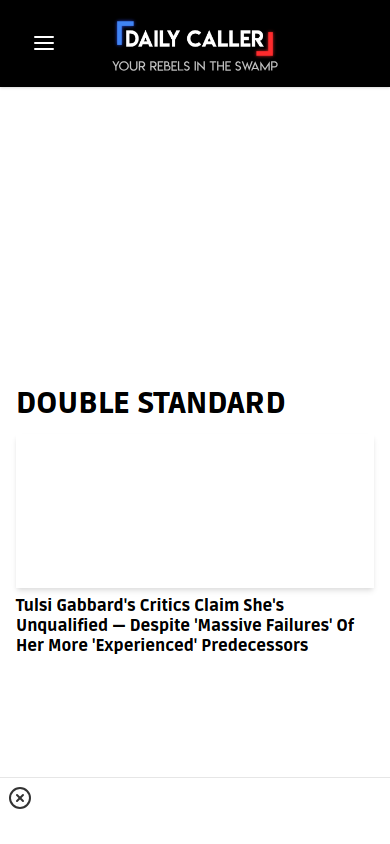 DAILY CALLER
YOUR REBELS IN THE SWAMP
DOUBLE STANDARD
Tulsi Gabbard's Critics Claim She's
Unqualified — Despite 'Massive Failures' Of
Her More 'Experienced' Predecessors